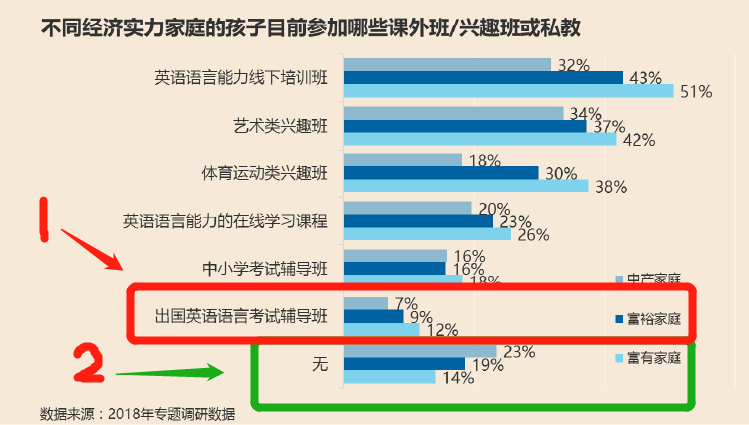 不同经济实力家庭的孩子目前参加哪些课外班/兴趣班或私教
英语语言能力线下培训班
32%
43%
51%
艺术类兴趣班
34%
37%
42%
体育运动类兴趣班
18%
30%
38%
英语语言能力的在线学习课程
20%
23%
26%
中小学考试辅导班
16%
16%
18%
中产家庭
1
出国英语语言考试辅导班
7%
9%
12%
富裕家庭
2
无
23%
19%
14%
富有家庭
数据来源：2018年专题调研数据